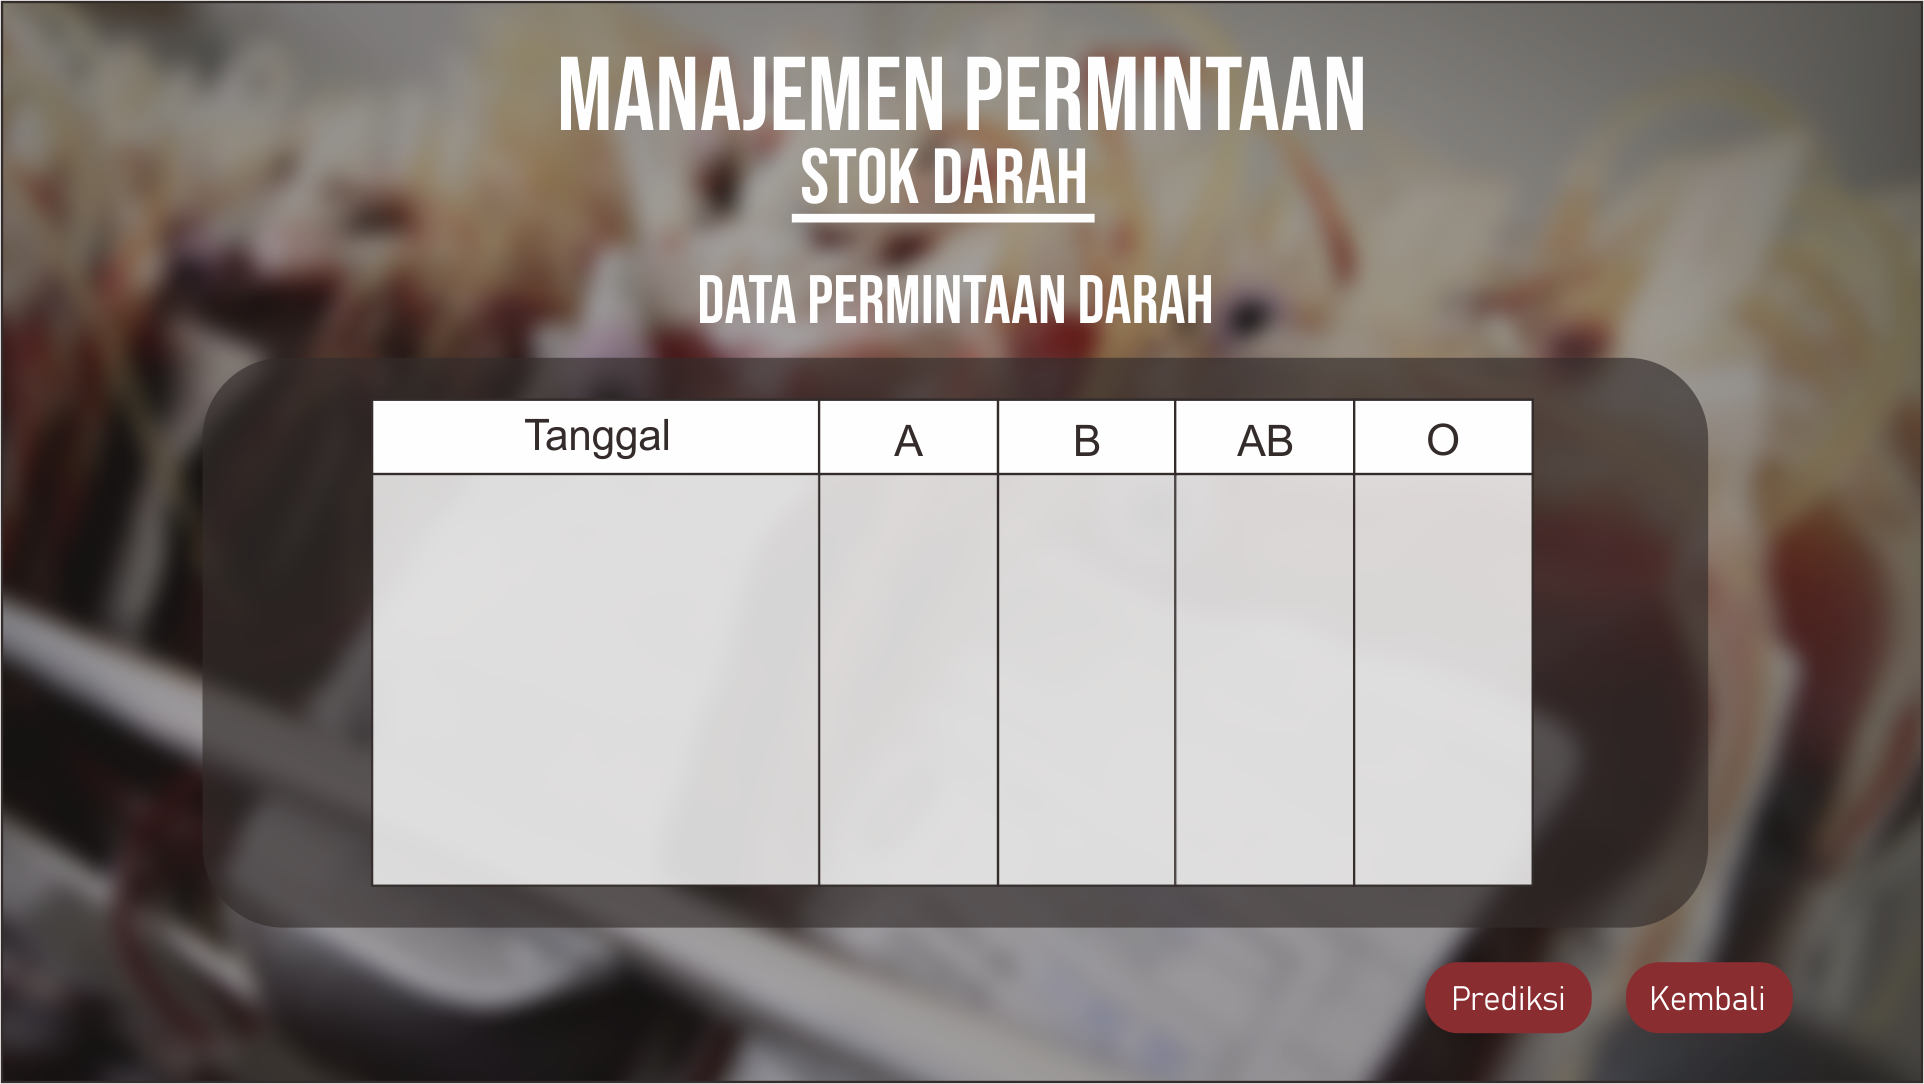 MANAJEMEN PERMINTAAN
STOK DARAH
DATA PERMINTAAN DARAH
Tanggal A B AB O
Prediksi Kembali